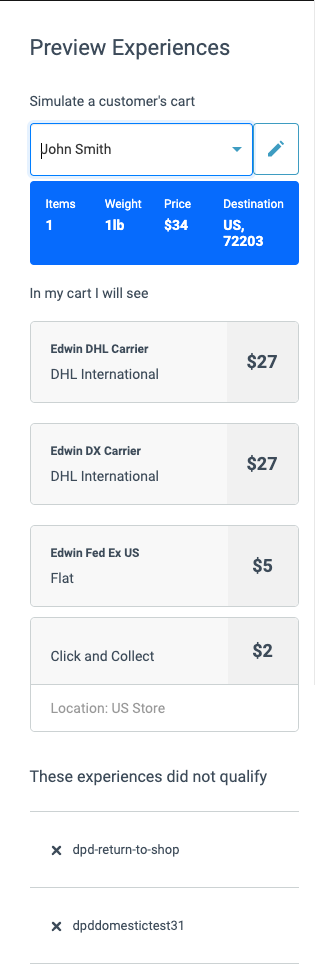 Preview Experiences
Simulate a customer's cart
John Smith
Items Weight Price Destination
1 1lb $34 US,
72203
In my cart I will see
Edwin DHL Carrier
DHL International
$27
Edwin DX Carrier
DHL International
$27
Edwin Fed Ex US
Flat
$5
Click and Collect
$2
Location: US Store
These experiences did not qualify
dpd-return-to-shop
dpddomestictest31